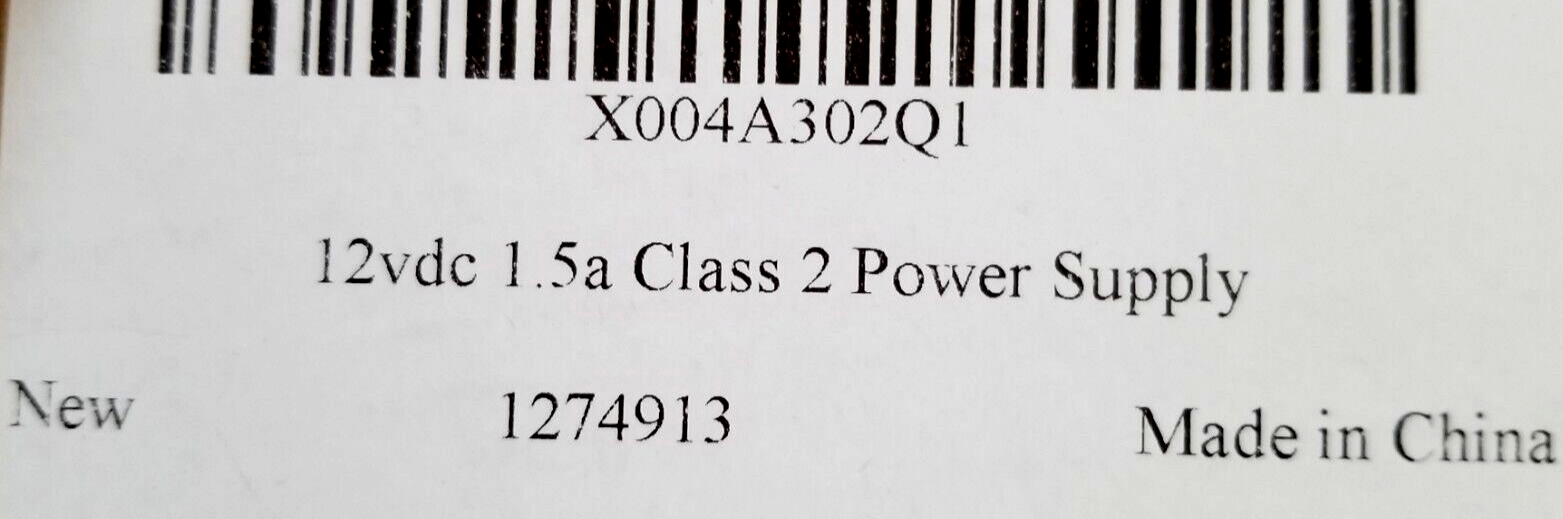 X004A302Q1
12vdc 1.5a Class 2 Power Supply
New 1274913 Made in China